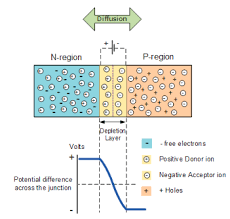 Diffusion
+ -
N-region P-region
Depletion
Layer
Volts
+
Potential difference
across the junction
-
- - free electrons
+ Positive Donor ion
- Negative Acceptor ion
+ + Holes